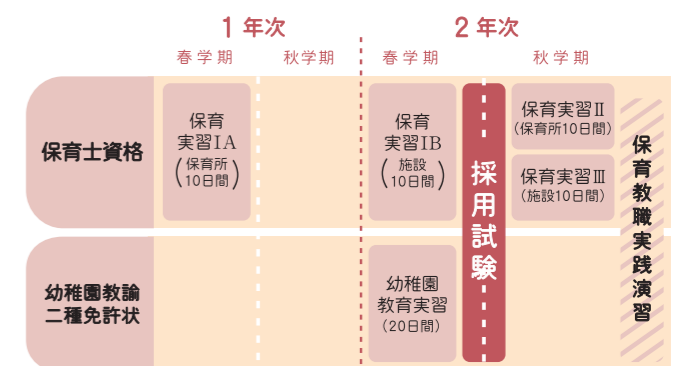 1年次
2年次
春学期
秋学期
春学期
秋学期
保育士資格
保育
実習ⅠA
(保育所
10日間)
保育
実習ⅠB
(施設
10日間)
採用試験
保育実習Ⅱ
(保育所10日間)
保育実習Ⅲ
(施設10日間)
保育教職実践演習
幼稚園教諭
二種免許状
幼稚園
教育実習
(20日間)